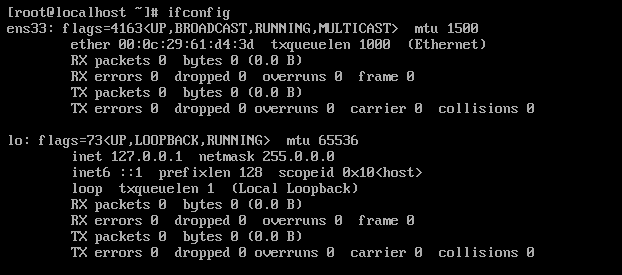 [root@localhost ~]# ifconfig
ens33: flags=4163<UP,BROADCAST,RUNNING,MULTICAST>  mtu 1500
        ether 00:0c:29:61:d4:3d  txqueuelen 1000  (Ethernet)
        RX packets 0  bytes 0 (0.0 B)
        RX errors 0  dropped 0  overruns 0  frame 0
        TX packets 0  bytes 0 (0.0 B)
        TX errors 0  dropped 0 overruns 0  carrier 0  collisions 0

lo: flags=73<UP,LOOPBACK,RUNNING>  mtu 65536
        inet 127.0.0.1  netmask 255.0.0.0
        inet6 ::1  prefixlen 128  scopeid 0x10<host>
        loop  txqueuelen 1  (Local Loopback)
        RX packets 0  bytes 0 (0.0 B)
        RX errors 0  dropped 0  overruns 0  frame 0
        TX packets 0  bytes 0 (0.0 B)
        TX errors 0  dropped 0 overruns 0  carrier 0  collisions 0